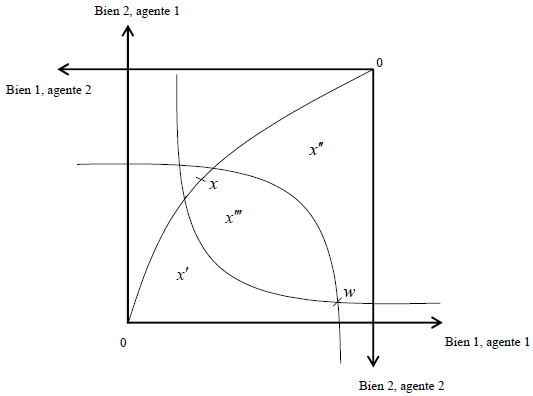 Bien 2, agente 1
0
Bien 1, agente 2
x″
x
x‴
x′
w
0
Bien 1, agente 1
Bien 2, agente 2